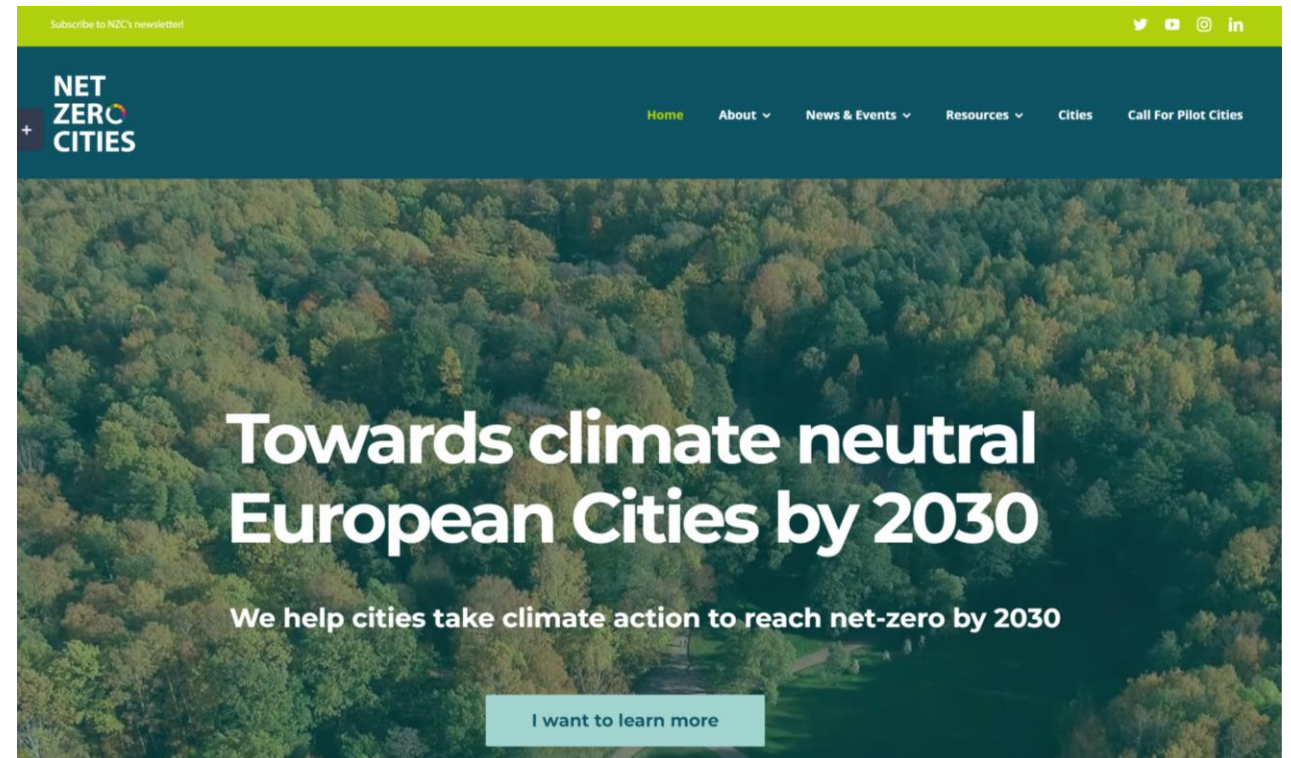 Subscribe to NZC's newsletter!
NET
ZERO
CITIES
+
Home About News & Events Resources Cities Call For Pilot Cities
Towards climate neutral
European Cities by 2030
We help cities take climate action to reach net-zero by 2030
I want to learn more